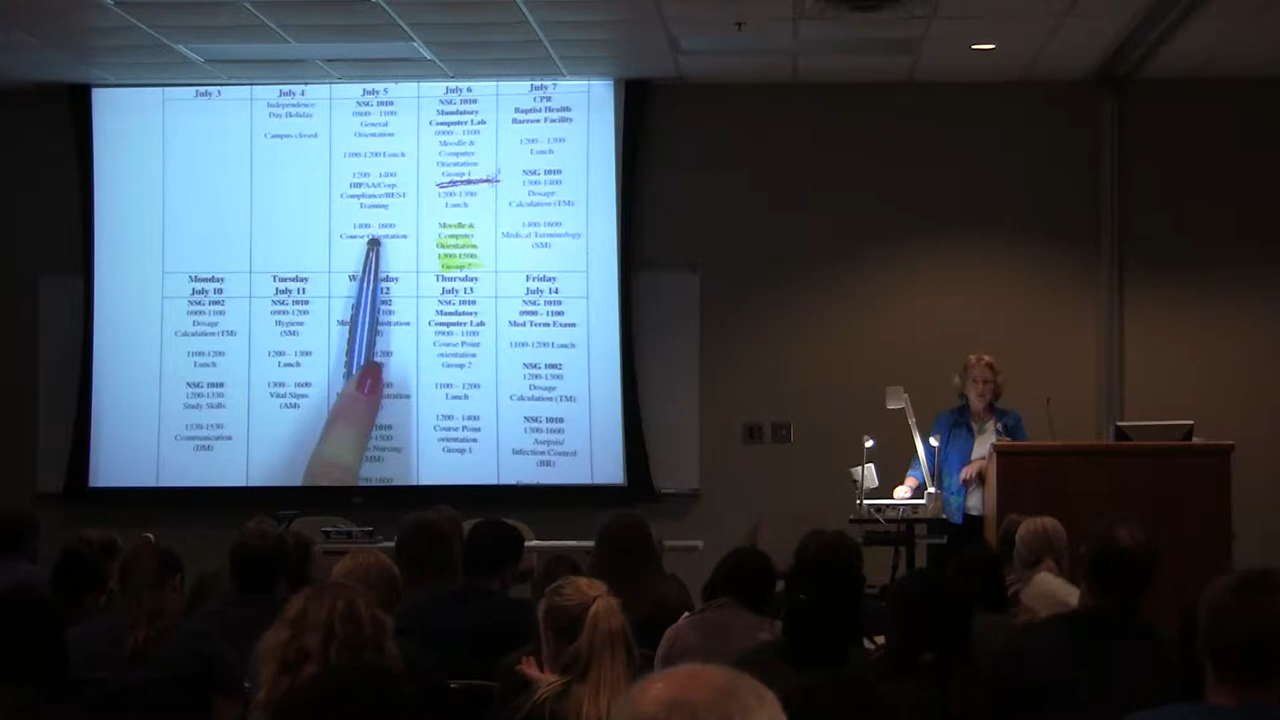 July 3
July 4
Independence
Day Holiday
Campus closed
July 5
NSG 1010
0900 - 1100
General
Orientation
1100-1200 Lunch
1200 - 1400
HIPAA/Corp.
Compliance/BEST
Training
1400 - 1600
Course Orientation
July 6
NSG 1010
Mandatory
Computer Lab
0900 - 1100
Moodle &
Computer
Orientation
Group 1
1200-1300
Lunch
Moodle &
Computer
Orientation
1300-1500
Group 2
July 7
CPR
Baptist Health
Barrow Facility
1200 - 1300
Lunch
NSG 1010
1300-1400
Dosage
Calculation (TM)
1400-1600
Medical Terminology
(SM)
Monday
July 10
NSG 1002
0900-1100
Dosage
Calculation (TM)
1100-1200
Lunch
NSG 1010
1200-1330
Study Skills
1330-1530
Communication
(DM)
Tuesday
July 11
NSG 1010
0900-1200
Hygiene
(SM)
1200 - 1300
Lunch
1300 - 1600
Vital Signs
(AM)
12
Thursday
July 13
NSG 1010
Mandatory
Computer Lab
0900 - 1100
Course Point
orientation
Group 2
1100 - 1200
Lunch
1200 - 1400
Course Point
orientation
Group 1
Friday
July 14
NSG 1010
0900 - 1100
Med Term Exam
1100-1200 Lunch
NSG 1002
1200-1300
Dosage
Calculation (TM)
NSG 1010
1300-1600
Asepsis/
Infection Control
(BR)